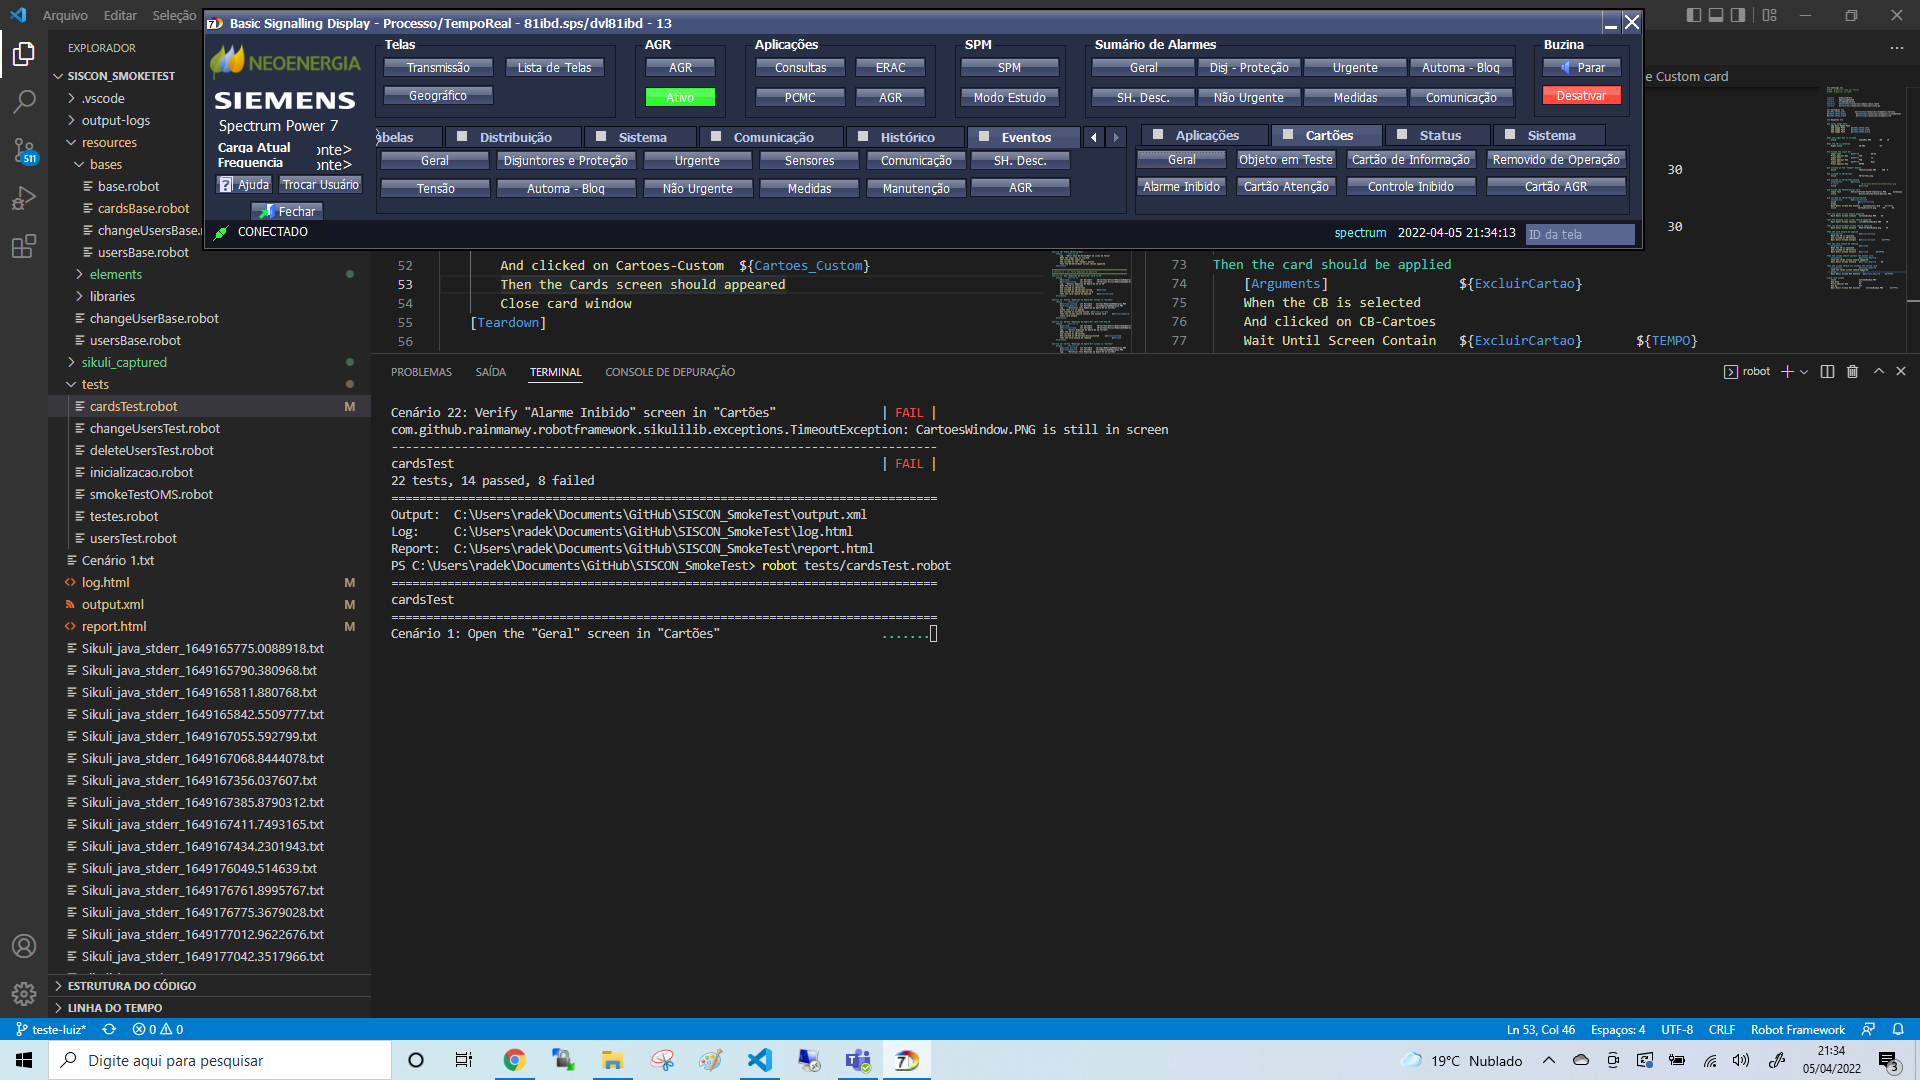 Arquivo Editar Seleção
Basic Signalling Display - Processo/TempoReal - 81ibd.sps/dvl81ibd - 13
NEOENERGIA
SIEMENS
Spectrum Power 7
Carga Atual onte>
Frequencia onte>
Ajuda Trocar Usuário
Fechar
CONECTADO
Telas
Transmissão Lista de Telas
Geográfico
AGR
AGR
Ativo
Aplicações
Consultas ERAC
PCMC AGR
SPM
SPM
Modo Estudo
Sumário de Alarmes
Geral Disj - Proteção Urgente Automa - Bloq
SH. Desc. Não Urgente Medidas Comunicação
Buzina
Parar
Desativar
abelas Distribuição Sistema Comunicação Histórico Eventos
Geral Disjuntores e Proteção Urgente Sensores Comunicação SH. Desc.
Tensão Automa - Bloq Não Urgente Medidas Manutenção AGR
Aplicações Cartões Status Sistema
Geral Objeto em Teste Cartão de Informação Removido de Operação
Alarme Inibido Cartão Atenção Controle Inibido Cartão AGR
spectrum 2022-04-05 21:34:13 ID da tela
EXPLORADOR
SISCON_SMOKETEST
.vscode
output-logs
resources
bases
base.robot
cardsBase.robot
changeUsersBase.
usersBase.robot
elements
libraries
changeUserBase.robot
usersBase.robot
sikuli_captured
tests
cardsTest.robot M
changeUsersTest.robot
deleteUsersTest.robot
inicializacao.robot
smokeTestOMS.robot
testes.robot
usersTest.robot
Cenário 1.txt
log.html M
output.xml M
report.html M
Sikuli_java_stderr_1649165775.0088918.txt
Sikuli_java_stderr_1649165790.380968.txt
Sikuli_java_stderr_1649165811.880768.txt
Sikuli_java_stderr_1649165842.5509777.txt
Sikuli_java_stderr_1649167055.592799.txt
Sikuli_java_stderr_1649167068.8444078.txt
Sikuli_java_stderr_1649167356.037607.txt
Sikuli_java_stderr_1649167385.8790312.txt
Sikuli_java_stderr_1649167411.7493165.txt
Sikuli_java_stderr_1649167434.2301943.txt
Sikuli_java_stderr_1649176049.514639.txt
Sikuli_java_stderr_1649176761.8995767.txt
Sikuli_java_stderr_1649176775.3679028.txt
Sikuli_java_stderr_1649177012.9622676.txt
Sikuli_java_stderr_1649177042.3517966.txt
ESTRUTURA DO CÓDIGO
LINHA DO TEMPO
511
e Custom card
30
30
52 And clicked on Cartoes-Custom ${Cartoes_Custom}
53 Then the Cards screen should appeared
54 Close card window
55 [Teardown]
56
73 Then the card should be applied
74 [Arguments] ${ExcluirCartao}
75 When the CB is selected
76 And clicked on CB-Cartoes
77 Wait Until Screen Contain ${ExcluirCartao} ${TEMPO}
PROBLEMAS SAÍDA TERMINAL CONSOLE DE DEPURAÇÃO
robot
Cenário 22: Verify "Alarme Inibido" screen in "Cartões" | FAIL |
com.github.rainmanwy.robotframework.sikulilib.exceptions.TimeoutException: CartoesWindow.PNG is still in screen
------------------------------------------------------------------------------
cardsTest | FAIL |
22 tests, 14 passed, 8 failed
==============================================================================
Output: C:\Users\radek\Documents\GitHub\SISCON_SmokeTest\output.xml
Log: C:\Users\radek\Documents\GitHub\SISCON_SmokeTest\log.html
Report: C:\Users\radek\Documents\GitHub\SISCON_SmokeTest\report.html
PS C:\Users\radek\Documents\GitHub\SISCON_SmokeTest> robot tests/cardsTest.robot
==============================================================================
cardsTest
==============================================================================
Cenário 1: Open the "Geral" screen in "Cartões" .......
teste-luiz* 0 0
Ln 53, Col 46 Espaços: 4 UTF-8 CRLF Robot Framework
Digite aqui para pesquisar
19°C Nublado
21:34
05/04/2022
3